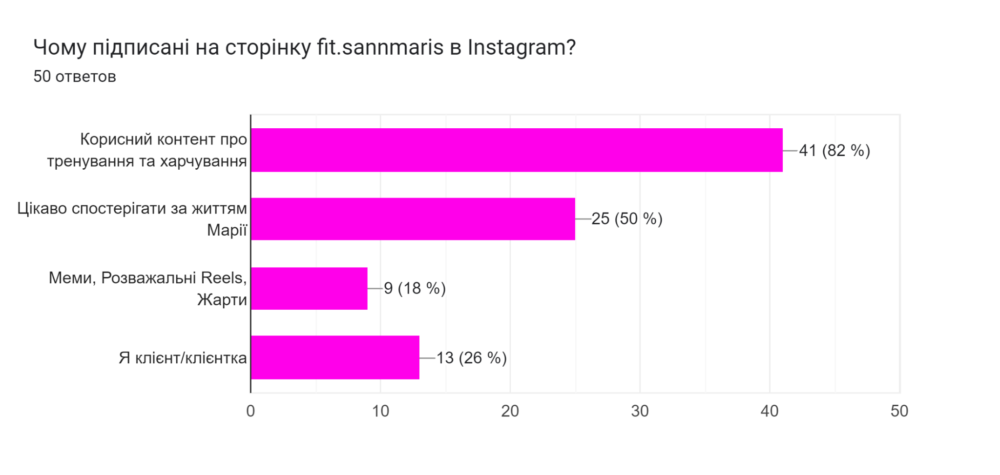 Чому підписані на сторінку fit.sannmaris в Instagram?
50 ответов
Корисний контент про
тренування та харчування
41 (82 %)
Цікаво спостерігати за життям
Марії
25 (50 %)
Меми, Розважальні Reels,
Жарти
9 (18 %)
Я клієнт/клієнтка
13 (26 %)
0 10 20 30 40 50